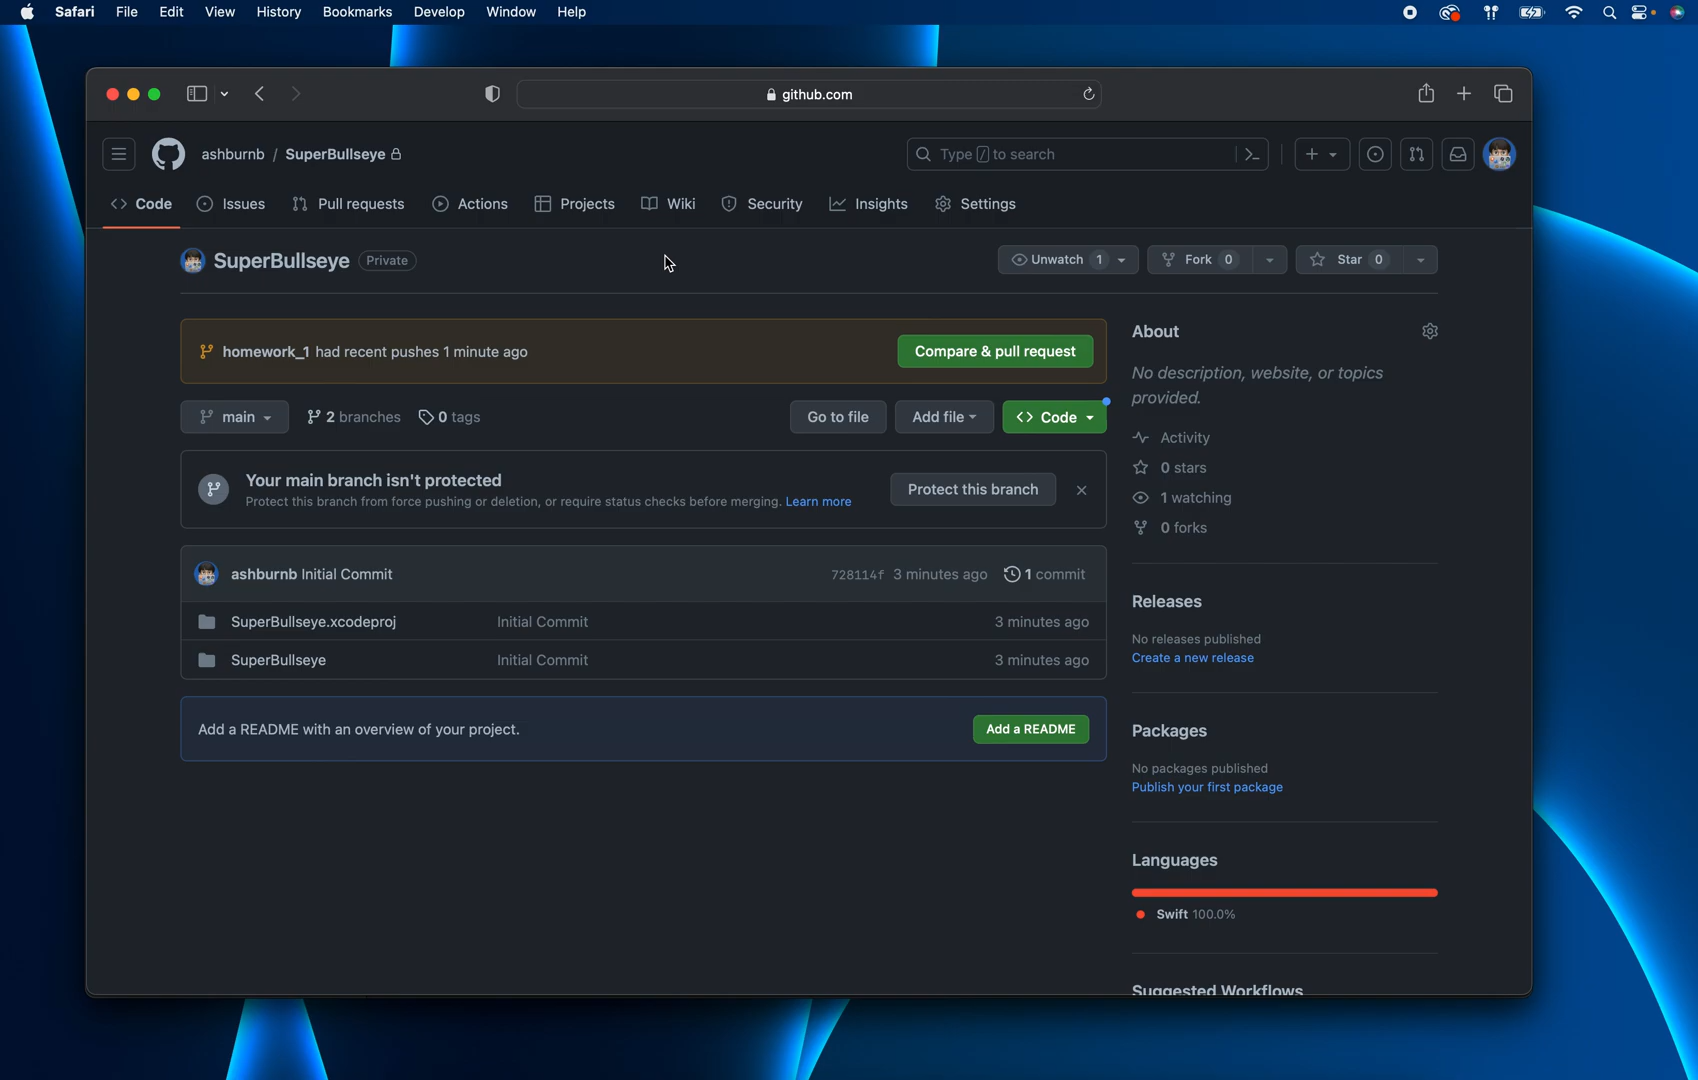 Safari File Edit View History Bookmarks Develop Window Help
github.com
ashburnb / SuperBullseye
Type / to search
Code Issues Pull requests Actions Projects Wiki Security Insights Settings
SuperBullseye Private
Unwatch 1 Fork 0 Star 0
homework_1 had recent pushes 1 minute ago
Compare & pull request
main 2 branches 0 tags
Go to file Add file <> Code
Your main branch isn't protected
Protect this branch from force pushing or deletion, or require status checks before merging. Learn more
Protect this branch
ashburnb Initial Commit 728114f 3 minutes ago 1 commit
SuperBullseye.xcodeproj Initial Commit 3 minutes ago
SuperBullseye Initial Commit 3 minutes ago
Add a README with an overview of your project.
Add a README
About
No description, website, or topics
provided.
Activity
0 stars
1 watching
0 forks
Releases
No releases published
Create a new release
Packages
No packages published
Publish your first package
Languages
Swift 100.0%
Suggested Workflows